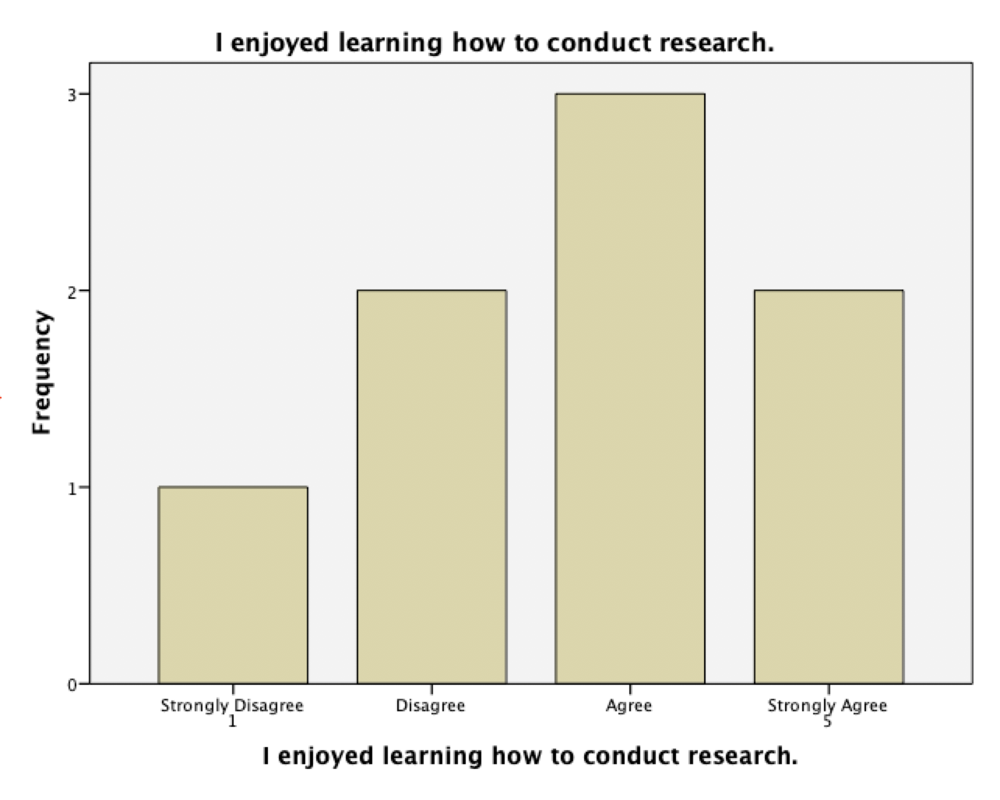 I enjoyed learning how to conduct research.
3
2
1
0
Frequency
Strongly Disagree
1
Disagree
Agree
Strongly Agree
5
I enjoyed learning how to conduct research.